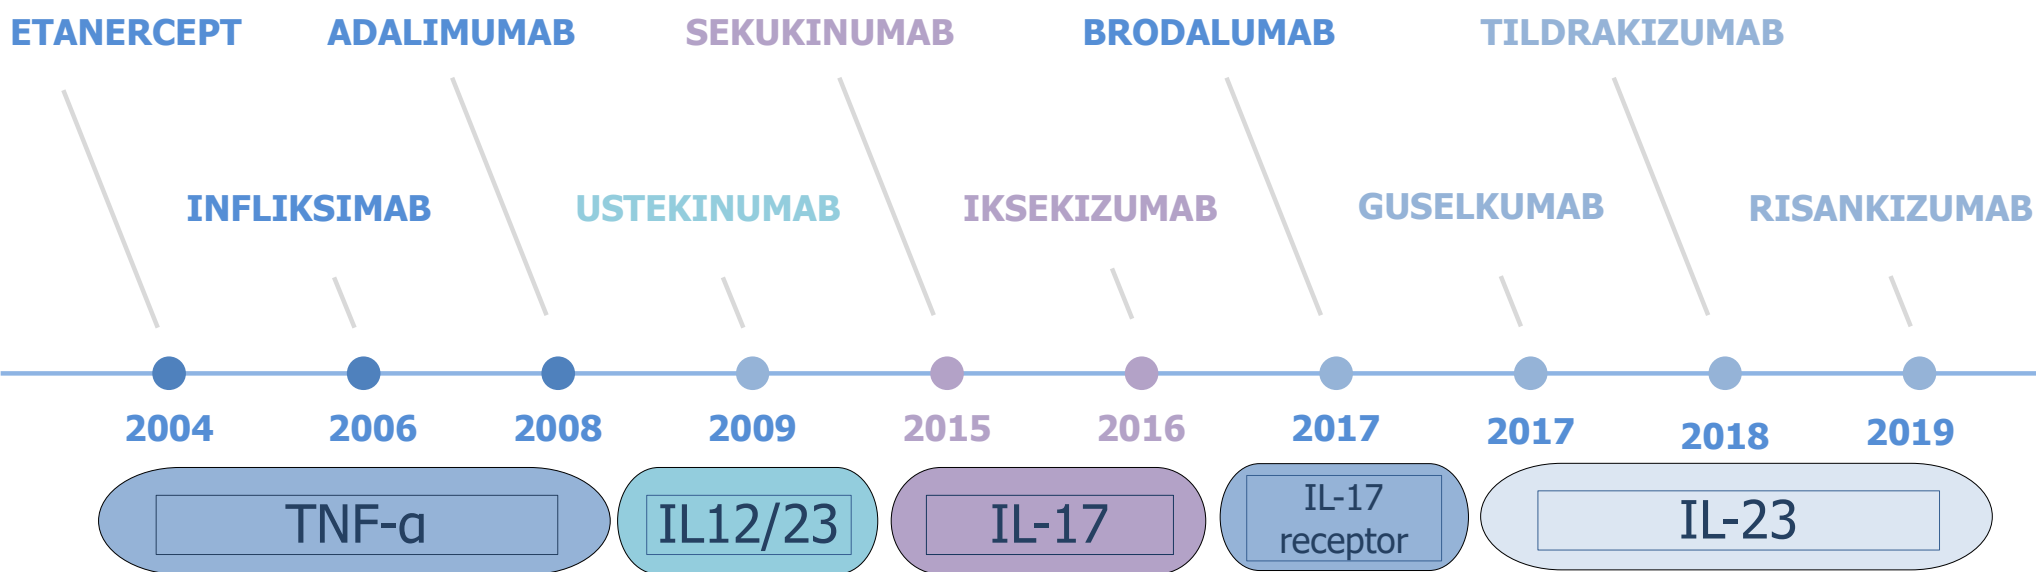 ETANERCEPT
ADALIMUMAB
SEKUKINUMAB
BRODALUMAB
TILDRAKIZUMAB
INFLIKSIMAB
USTEKINUMAB
IKSEKIZUMAB
GUSELKUMAB
RISANKIZUMAB
2004
2006
2008
2009
2015
2016
2017
2017
2018
2019
TNF-α
IL12/23
IL-17
IL-17
receptor
IL-23